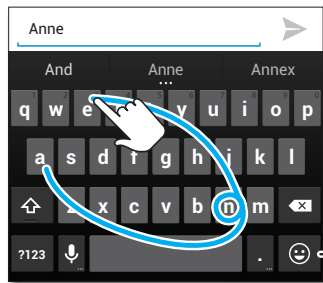 Anne
And Anne Annex
q w e y u i o p
a s d f g h j k l
z x c v b n m
?123 .